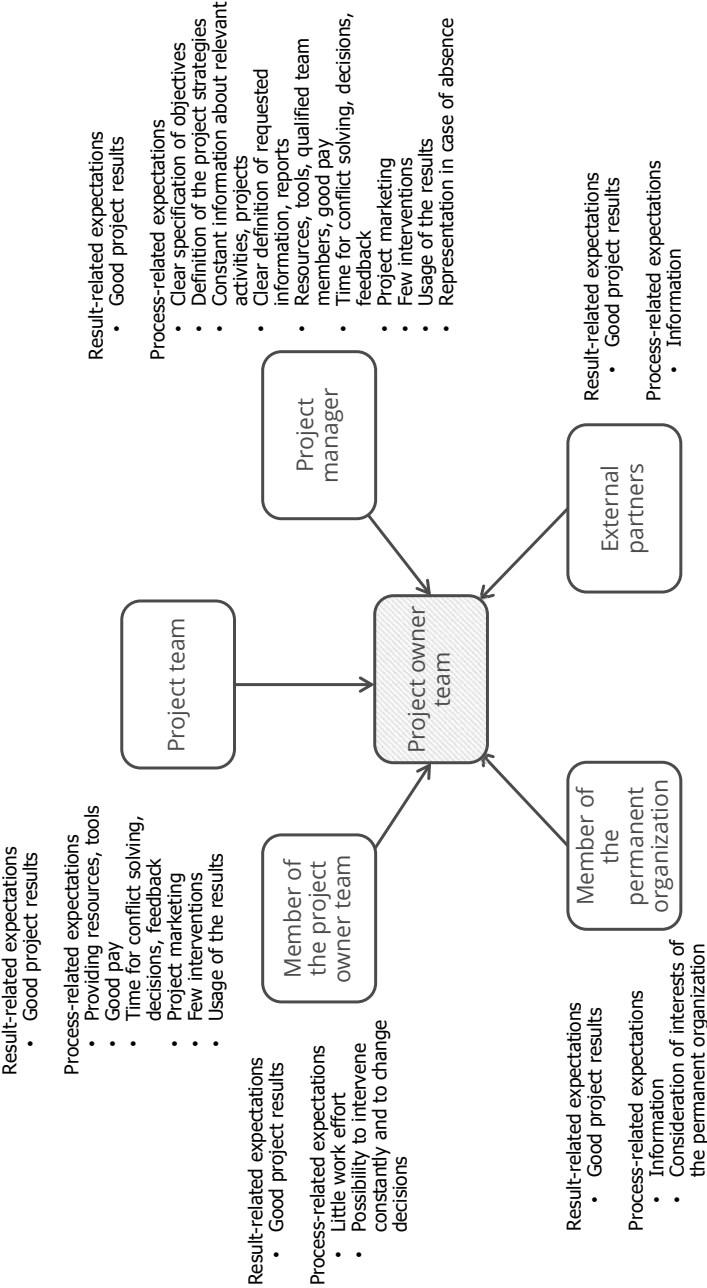 Result-related expectations
• Good project results
Process-related expectations
• Providing resources, tools
• Good pay
• Time for conflict solving,
decisions, feedback
• Project marketing
• Few interventions
• Usage of the results
Project team
Result-related expectations
• Good project results
Process-related expectations
• Clear specification of objectives
• Definition of the project strategies
• Constant information about relevant
activities, projects
• Clear definition of requested
information, reports
• Resources, tools, qualified team
members, good pay
• Time for conflict solving, decisions,
feedback
• Project marketing
• Few interventions
• Usage of the results
• Representation in case of absence
Result-related expectations
• Good project results
Process-related expectations
• Little work effort
• Possibility to intervene
constantly and to change
decisions
Member of
the project
owner team
Project
manager
Project owner
team
Result-related expectations
• Good project results
Process-related expectations
• Information
• Consideration of interests of
the permanent organization
Member of
the
permanent
organization
External
partners
Result-related expectations
• Good project results
Process-related expectations
• Information